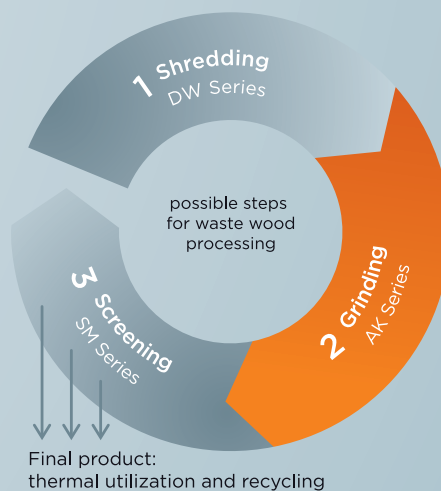 1 Shredding
DW Series
possible steps
for waste wood
processing
2 Grinding
AK Series
3 Screening
SM Series
Final product:
thermal utilization and recycling